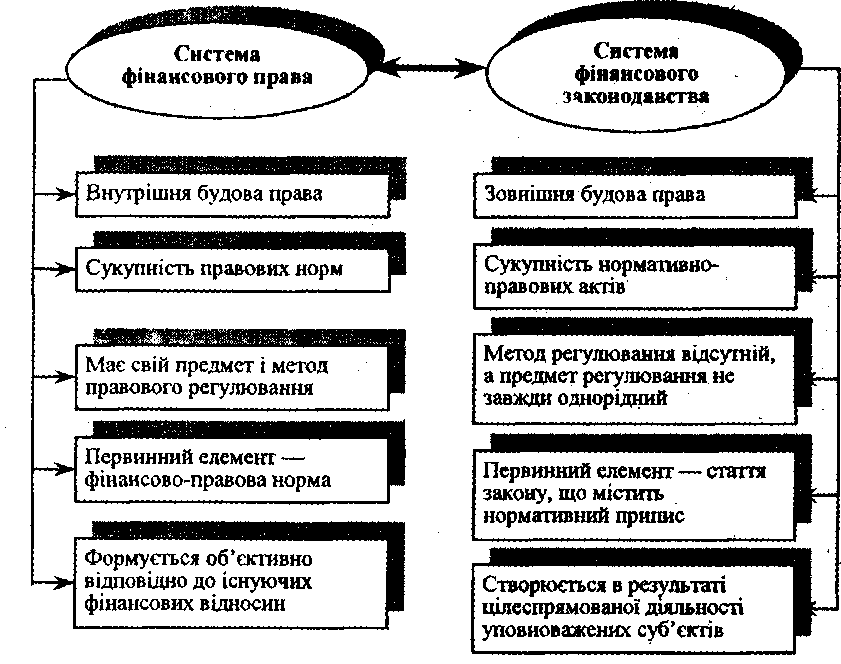 Система
фінансового права
Система
фінансового
законодавства
Внутрішня будова права
Сукупність правових норм
Має свій предмет і метод
правового регулювання
Первинний елемент —
фінансово-правова норма
Формується об’єктивно
відповідно до існуючих
фінансових відносин
Зовнішня будова права
Сукупність нормативно-
правових актів
Метод регулювання відсутній,
а предмет регулювання не
завжди однорідний
Первинний елемент — стаття
закону, що містить
нормативний припис
Створюється в результаті
цілеспрямованої діяльності
уповноважених суб’єктів